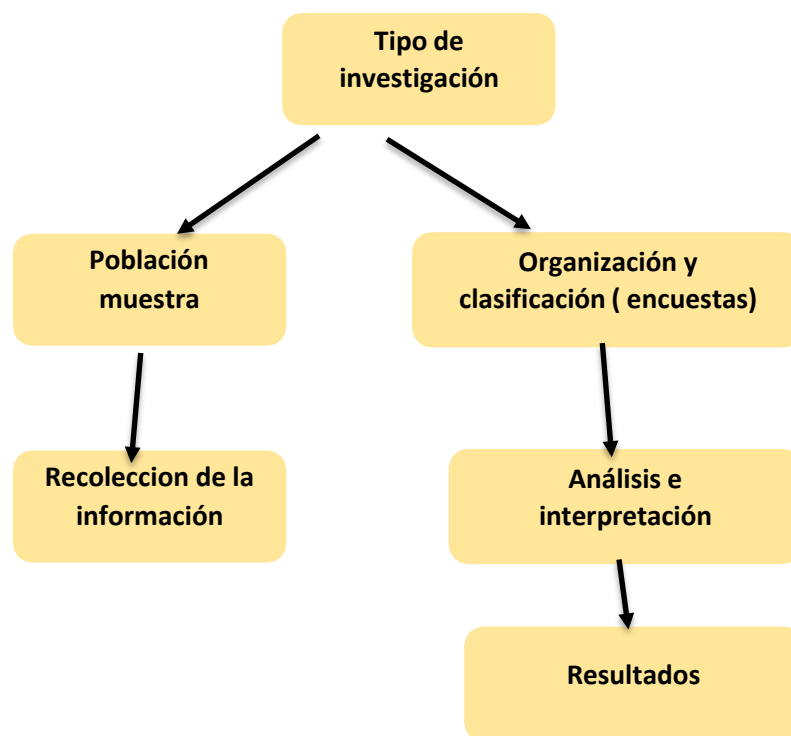 Tipo de
investigación
Población
muestra
Organización y
clasificación ( encuestas)
Recoleccion de la
información
Análisis e
interpretación
Resultados